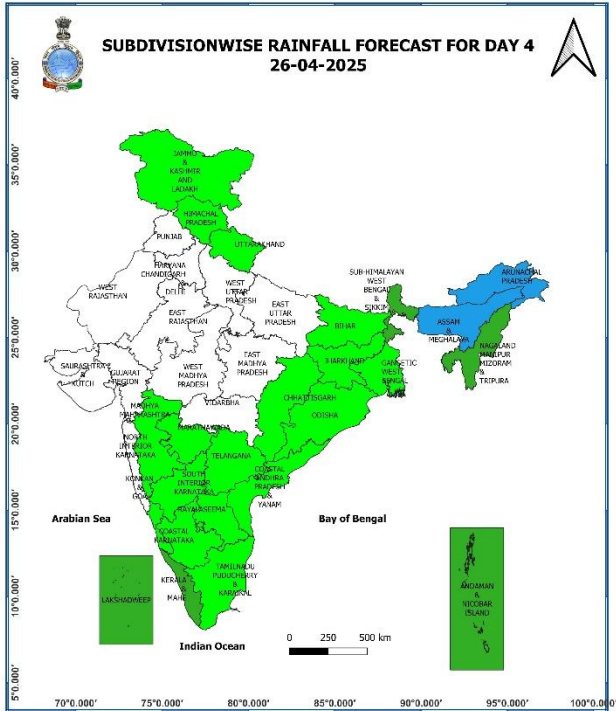 SUBDIVISIONWISE RAINFALL FORECAST FOR DAY 4
26-04-2025
40°0.000'
35°0.000'
30°0.000'
25°0.000'
20°0.000'
15°0.000'
10°0.000'
5°0.000'
JAMMU
&
KASHMIR
AND
LADAKH
HIMACHAL
PRADESH
PUNJAB
UTTARAKHAND
HARYANA
CHANDIGARH
&
DELHI
WEST
RAJASTHAN
WEST
UTTAR
PRADESH
EAST
RAJASTHAN
EAST
UTTAR
PRADESH
SUB-HIMALAYAN
WEST
BENGAL
&
SIKKIM
ARUNACHAL
PRADESH
ASSAM
&
MEGHALAYA
NAGALAND
MANIPUR
MIZORAM
&
TRIPURA
BIHAR
JHARKHAND
GANGETIC
WEST
BENGAL
SAURASHTRA
&
KUTCH
GUJARAT
REGION
WEST
MADHYA
PRADESH
EAST
MADHYA
PRADESH
VIDARBHA
CHHATTISGARH
ODISHA
MADHYA
MAHARASHTRA
MARATHAWADA
NORTH
INTERIOR
KARNATAKA
TELANGANA
KONKAN
&
GOA
SOUTH
INTERIOR
KARNATAKA
COASTAL
ANDHRA
PRADESH
&
YANAM
RAYALASEEMA
COASTAL
KARNATAKA
TAMILNADU
PUDUCHERRY
&
KARAIKAL
KERALA
&
MAHE
LAKSHADWEEP
ANDAMAN
&
NICOBAR
ISLAND
Arabian Sea
Bay of Bengal
Indian Ocean
0 250 500 km
70°0.000' 75°0.000' 80°0.000' 85°0.000' 90°0.000' 95°0.000' 100°0.000'